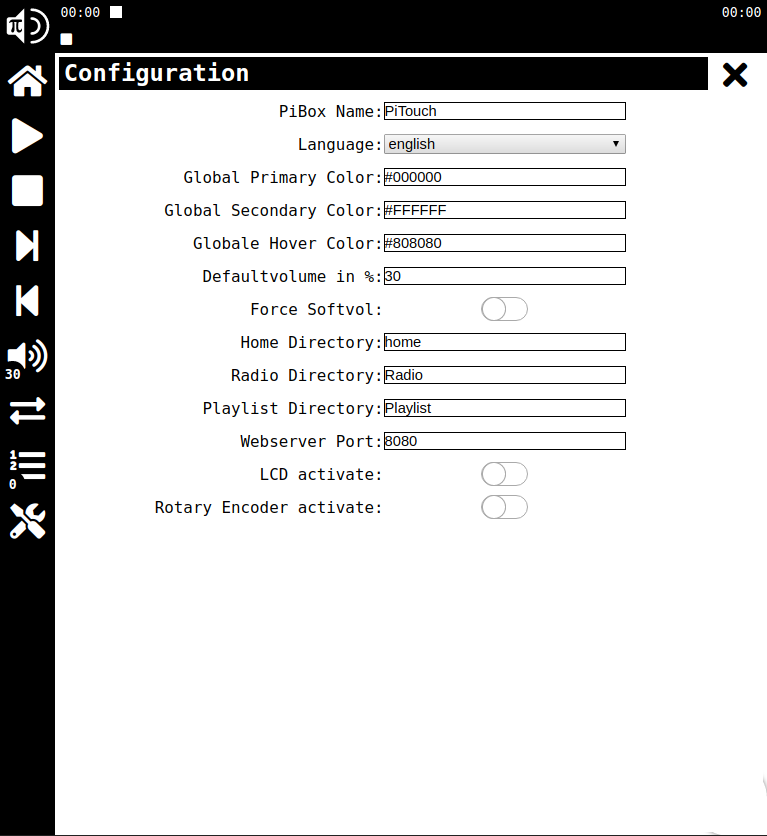 00:00 00:00
Configuration
PiBox Name: PiTouch
Language: english
Global Primary Color: #000000
Global Secondary Color: #FFFFFF
Globale Hover Color: #808080
Defaultvolume in %: 30
Force Softvol:
Home Directory: home
Radio Directory: Radio
Playlist Directory: Playlist
Webserver Port: 8080
LCD activate:
Rotary Encoder activate:
π
30
1
2
0